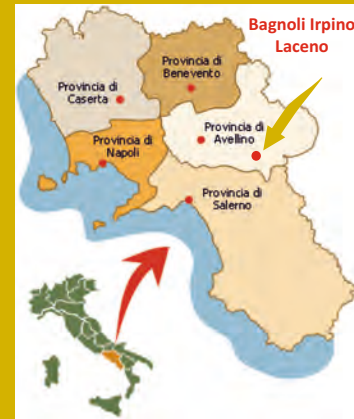 Bagnoli Irpino
Laceno
Provincia di
Benevento
Provincia di
Caserta
Provincia di
Avellino
Provincia di
Napoli
Provincia di
Salerno